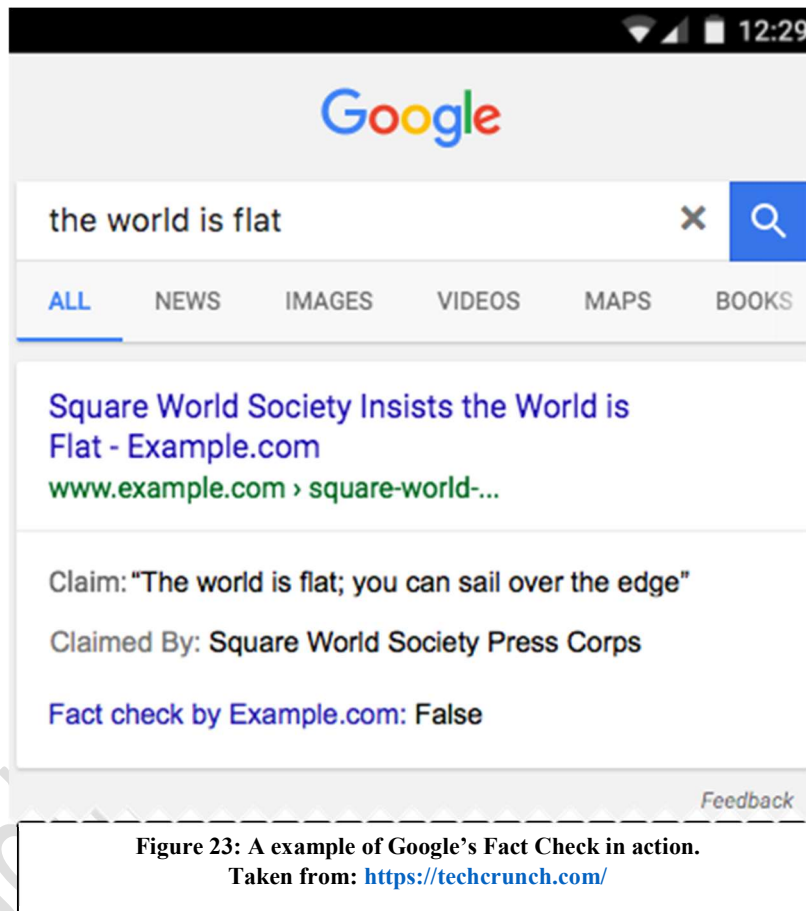 12:29
Google
the world is flat
ALL NEWS IMAGES VIDEOS MAPS BOOKS
Square World Society Insists the World is
Flat - Example.com
www.example.com › square-world-...
Claim: “The world is flat; you can sail over the edge”
Claimed By: Square World Society Press Corps
Fact check by Example.com: False
Feedback
Figure 23: A example of Google’s Fact Check in action.
Taken from: https://techcrunch.com/